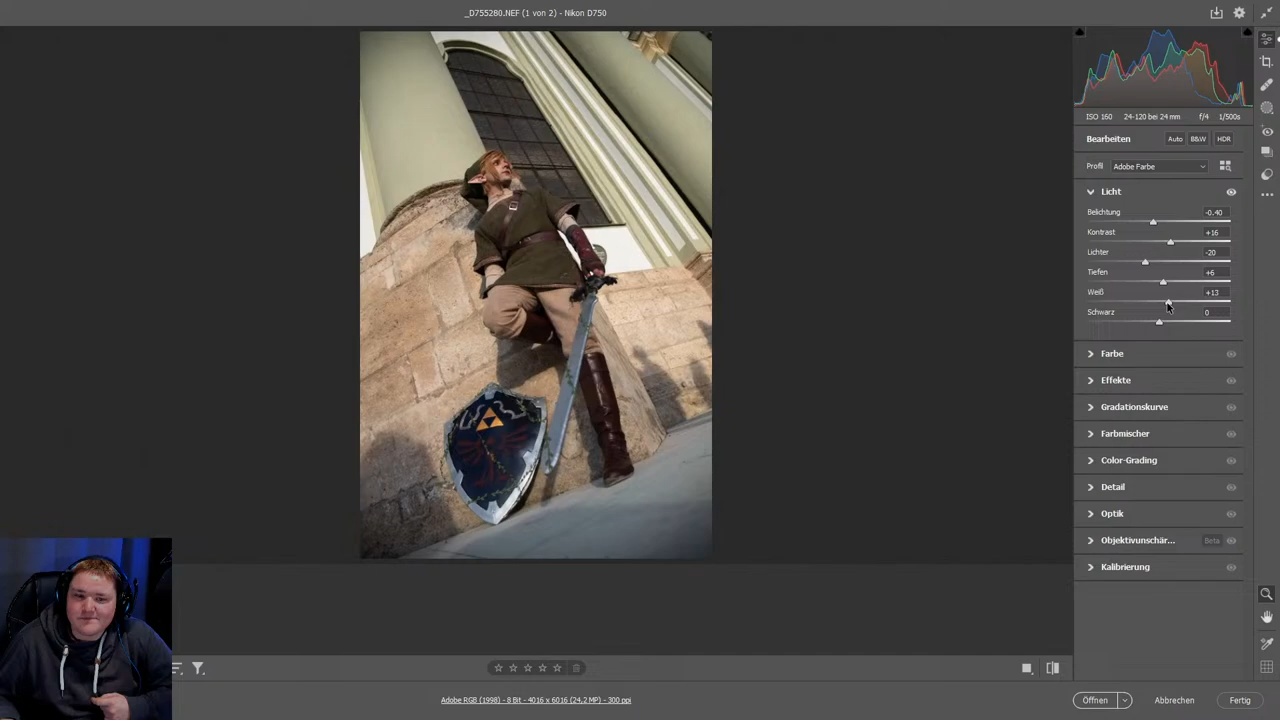 _D755280.NEF (1 von 2) - Nikon D750
ISO 160 24-120 bei 24 mm f/4 1/500s
Bearbeiten Auto B&W HDR
Profil Adobe Farbe
Licht
Belichtung -0.40
Kontrast +16
Lichter -20
Tiefen +6
Weiß +13
Schwarz 0
Farbe
Effekte
Gradationskurve
Farbmischer
Color-Grading
Detail
Optik
Objektivunschär... Beta
Kalibrierung
Adobe RGB (1998) - 8 Bit - 4016 x 6016 (24,2 MP) - 300 ppi
Öffnen Abbrechen Fertig